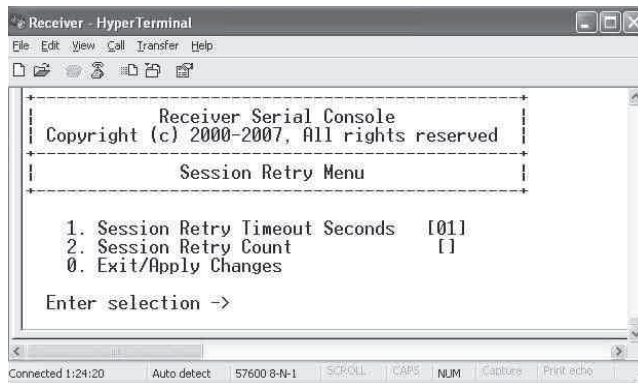 Receiver - HyperTerminal
File Edit View Call Transfer Help
Receiver Serial Console
Copyright (c) 2000-2007, All rights reserved
Session Retry Menu
1. Session Retry Timeout Seconds [01]
2. Session Retry Count []
0. Exit/Apply Changes
Enter selection ->
Connected 1:24:20 Auto detect 57600 8-N-1 SCROLL CAPS NUM Capture Print echo